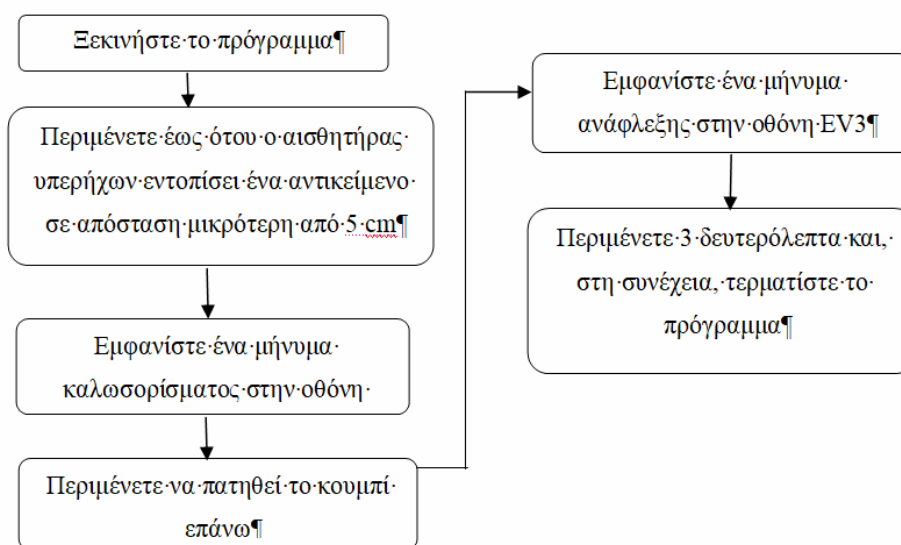 Ξεκινήστε·το·πρόγραμμα¶
Περιμένετε·έως·ότου·ο·αισθητήρας·
υπερήχων·εντοπίσει·ένα·αντικείμενο·
σε·απόσταση·μικρότερη·από·5·cm¶
Εμφανίστε·ένα·μήνυμα·
καλωσορίσματος·στην·οθόνη·
Περιμένετε·να·πατηθεί·το·κουμπί·
επάνω¶
Εμφανίστε·ένα·μήνυμα·
ανάφλεξης·στην·οθόνη·EV3¶
Περιμένετε·3·δευτερόλεπτα·και,·
στη·συνέχεια,·τερματίστε·το·
πρόγραμμα¶